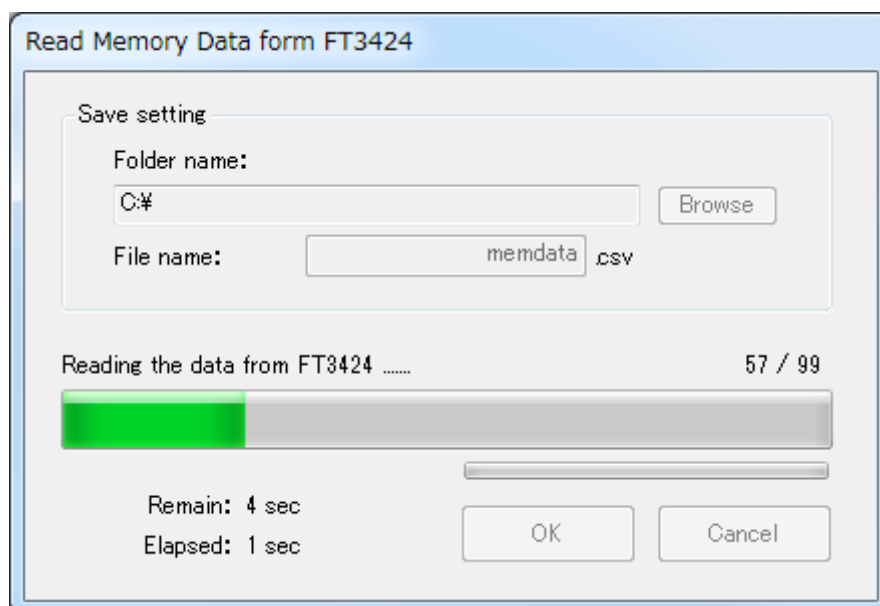 Read Memory Data form FT3424
Save setting
Folder name:
C:¥
Browse
File name:
memdata
.csv
Reading the data from FT3424 ......
57 / 99
Remain: 4 sec
Elapsed: 1 sec
OK
Cancel